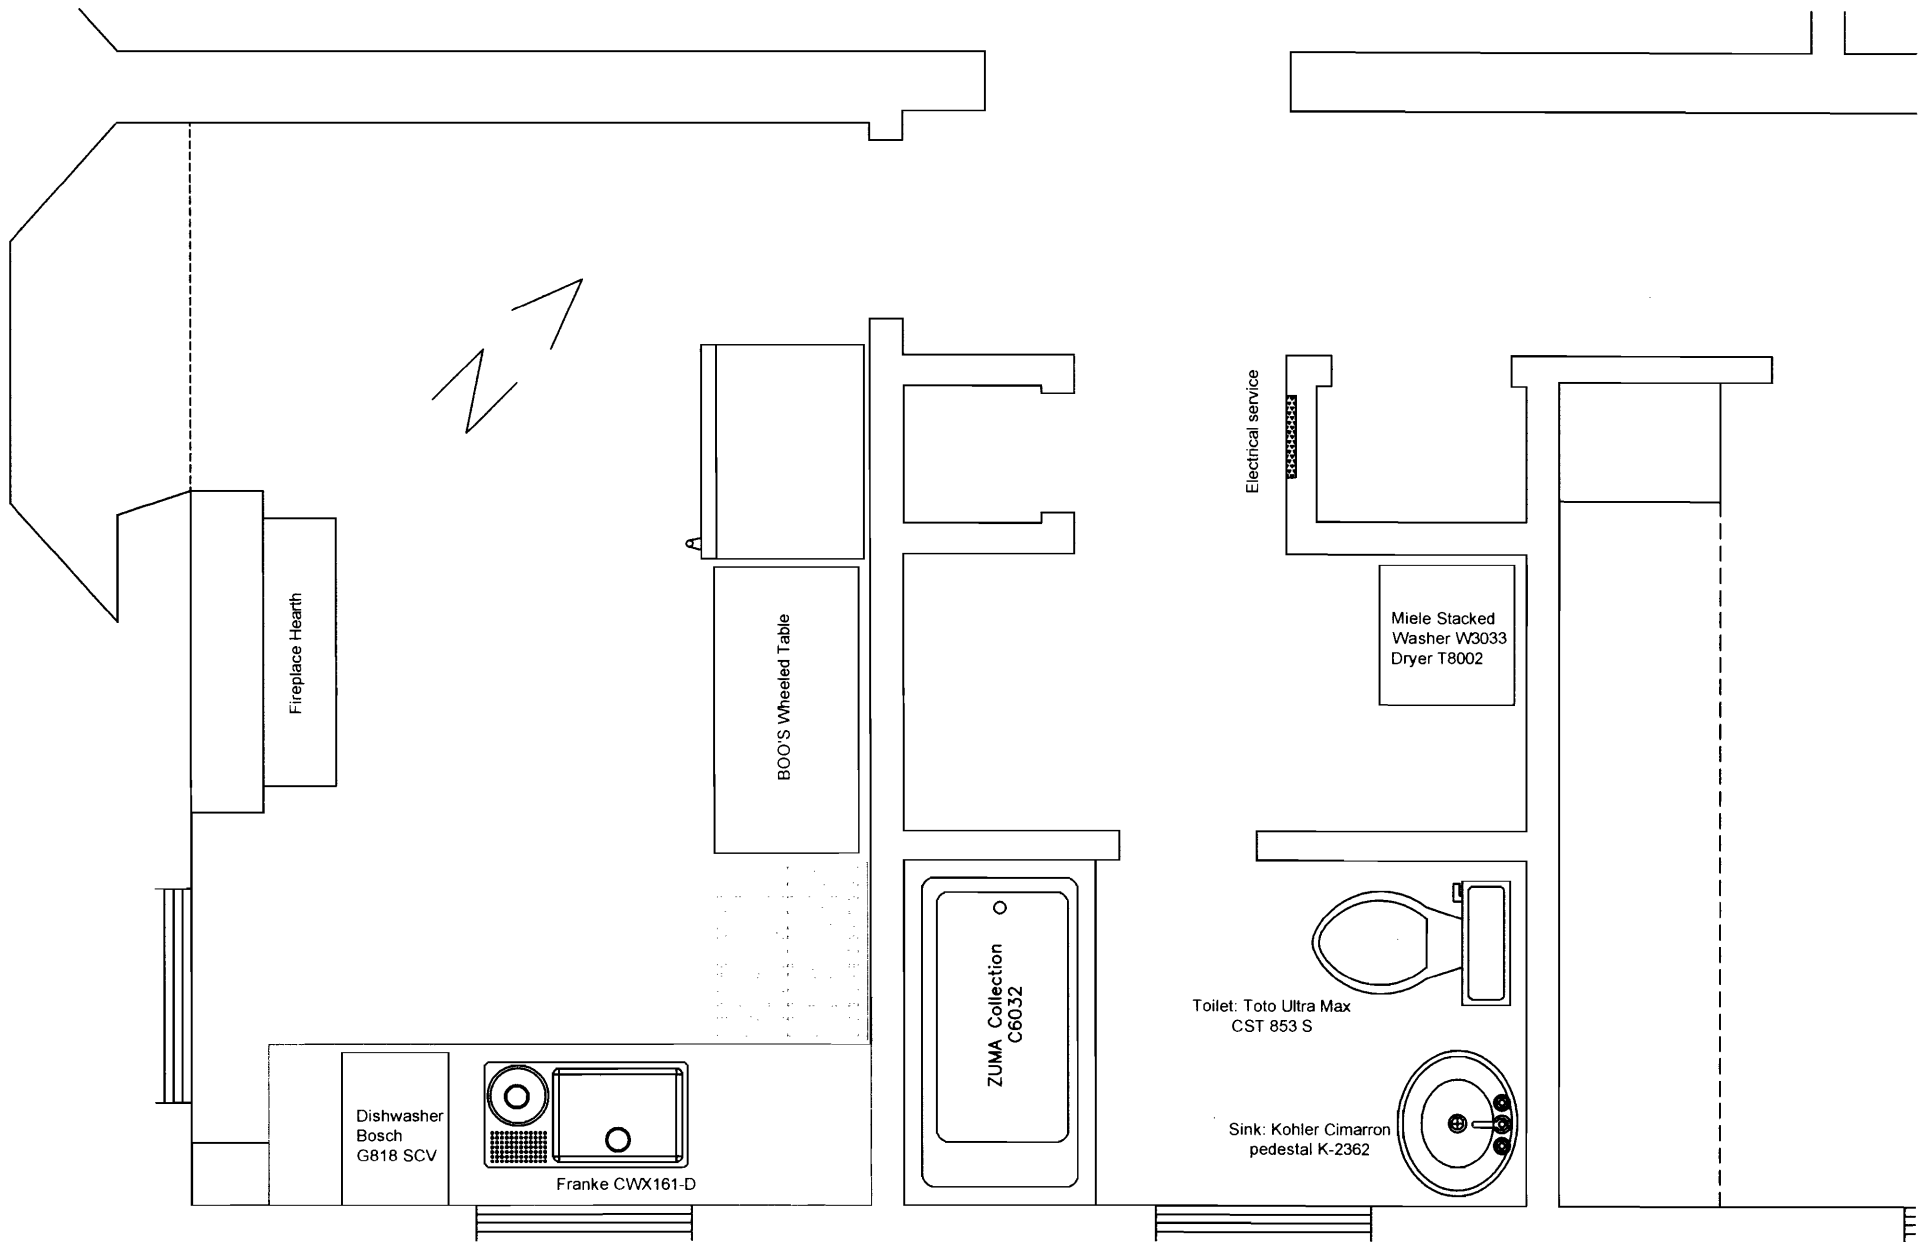 N
Electrical service
Fireplace Hearth
BOO'S Wheeled Table
Miele Stacked
Washer W3033
Dryer T8002
ZUMA Collection
C6032
Toilet: Toto Ultra Max
CST 853 S
Dishwasher
Bosch
G818 SCV
Franke CWX161-D
Sink: Kohler Cimarron
pedestal K-2362